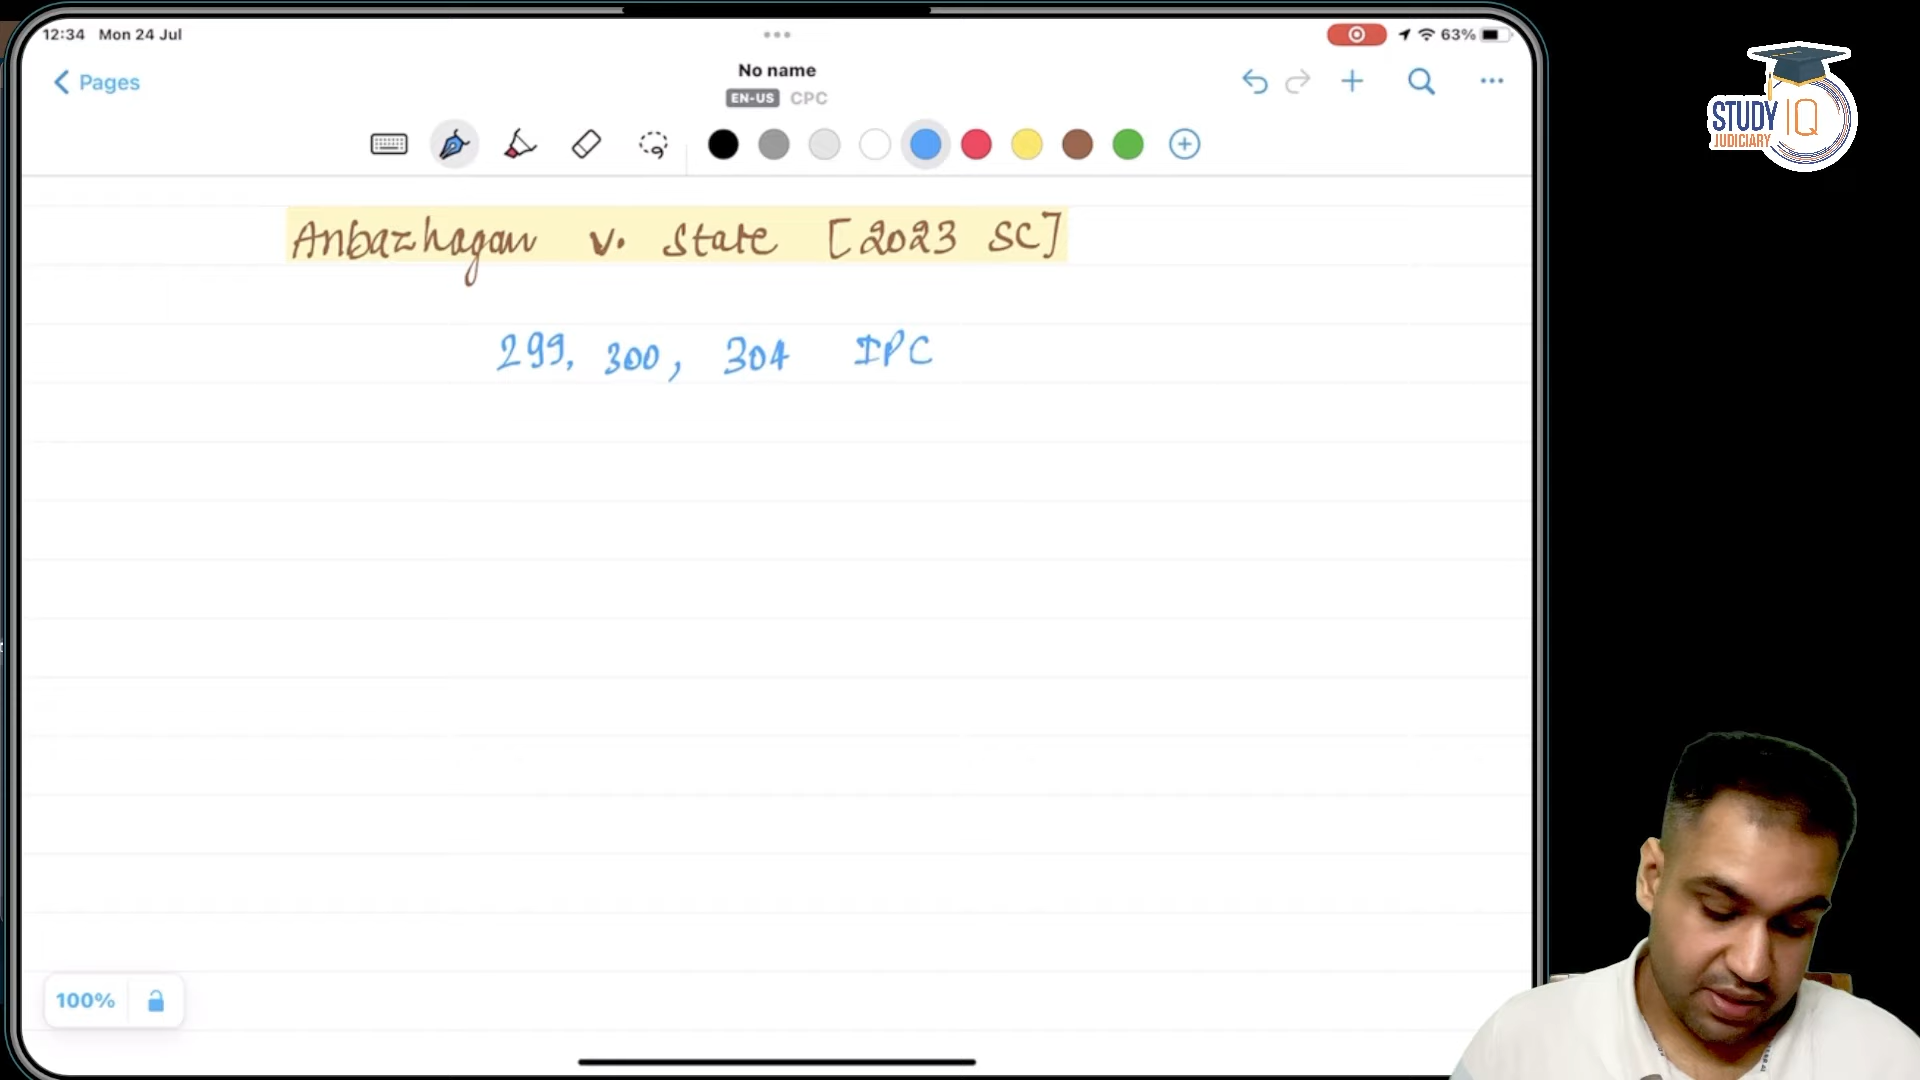 12:34 Mon 24 Jul
63%
Pages
No name
EN-US CPC
STUDY IQ
JUDICIARY
Anbazhagan v. State [2023 SC]
299, 300, 304 IPC
100%